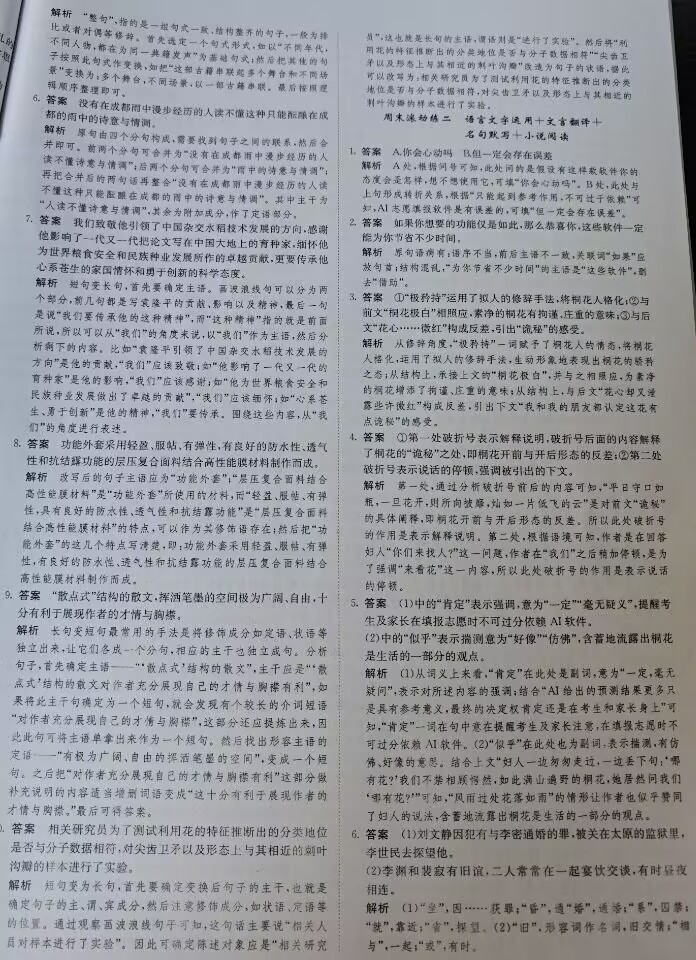 解析 “整句”,指的是一组句式一致、结构整齐的句子,一般为排
比或者对偶等修辞。首先选定一个句式形式,如以“不同年代,
不同人物,都在为同一典籍发声”为基础句式;然后把其他的句
子按照此句式作变换,如把“这部古籍串联起多个舞台和不同场
景”变换为:多个舞台,不同场景,以一部古籍串联。最后按照逻
辑顺序整理即可。
6. 答案 没有在成都雨中漫步经历的人读不懂这种只能酝酿在成
都的雨中的诗意与情调。
解析 原句由四个分句构成,需要找到句子之间的联系,然后合
并即可。前两个分句可合并为“没有在成都雨中漫步经历的人
读不懂诗意与情调”;后两个分句可合并为“雨中的诗意与情调”;
再把合并后的两句话再整合“没有在成都雨中漫步经历的人读
不懂这种只能酝酿在成都的雨中的诗意与情调”。其中主干为
“人读不懂诗意与情调”,其余为附加成分,作了定语部分。
7. 答案 我们致敬他引领了中国杂交水稻技术发展的方向,感谢
他影响了一代又一代把论文写在中国大地上的育种家,缅怀他
为世界粮食安全和民族种业发展所作的卓越贡献,更要传承他
心系苍生的家国情怀和勇于创新的科学态度。
解析 短句变长句,首先要确定主语。画波浪线句可以分为两
个部分,前几句都是写袁隆平的贡献、影响以及精神,最后一句
是说“我们要传承他的这种精神”,而“这种精神”指的就是前面
所说,所以可以从“我们”的角度来说,以“我们”作为主语,然后分
析剩下的内容。比如“袁隆平引领了中国杂交水稻技术发展的
方向”是他的贡献,“我们”应该致敬;如“他影响了一代又一代的
育种家”是他的影响,“我们”应该感谢;如“他为世界粮食安全和
民族种业发展做出了卓越的贡献”,“我们”应该缅怀;如“心系苍
生、勇于创新”是他的精神,“我们”要传承。围绕这些内容,从“我
们”的角度进行表述。
8. 答案 功能外套采用轻盈、服帖、有弹性,有良好的防水性、透气
性和抗结露功能的层压复合面料结合高性能膜材料制作而成。
解析 改写后的句子主语应为“功能外套”;“层压复合面料结合
高性能膜材料”是“功能外套”所使用的材料,而“轻盈、服帖、有弹
性,具有良好的防水性、透气性和抗结露功能”是“层压复合面料
结合高性能膜材料”的特点,可以作为其修饰语存在;然后把“功
能外套”的这几个特点写清楚,即:功能外套采用轻盈、服帖、有弹
性,有良好的防水性、透气性和抗结露功能的层压复合面料结合
高性能膜材料制作而成。
9. 答案 “散点式”结构的散文,挥洒笔墨的空间极为广阔、自由,十
分有利于展现作者的才情与胸襟。
解析 长句变短句最常用的手法是将修饰成分如定语、状语等
独立出来,让它们各成一个分句,相应的主干也独立成句。分析
句子,首先确定主语——“‘散点式’结构的散文”,主干应是“‘散
点式’结构的散文对作者充分展现自己的才情与胸襟有利”,如
果将此主干句确定为一个短句,就会发现有个较长的介词短语
“对作者充分展现自己的才情与胸襟”,这部分还应提炼出来,因
此此句可将主语单拿出来作为一个短句。然后找出形容主语的
定语——“有极为广阔、自由的挥洒笔墨的空间”,变成一个短
句。之后把“对作者充分展现自己的才情与胸襟有利”这部分做
补充说明的内容适当增删词语变成“这十分有利于展现作者的
才情与胸襟。”最后可得答案。
. 答案 相关研究员为了测试利用花的特征推断出的分类地位
是否与分子数据相符,对尖齿卫矛以及形态上与其相近的刺叶
沟瓣的样本进行了实验。
解析 短句变为长句,首先要确定变换后句子的主干,也就是
确定句子的主、谓、宾成分,然后注意修饰成分,如状语、定语等
的位置。通过观察画波浪线句子可知,这句话主要说“相关人
员对样本进行了实验”。因此可确定陈述对象应是“相关研究
员”,这也就是长句的主语,谓语则是“进行了实验”。然后将“利
用花的特征推断出的分类地位是否与分子数据相符”“尖齿卫
矛以及形态上与其相近的刺叶沟瓣”改造为句子的状语;据此
可以改写为:相关研究员为了测试利用花的特征推断出的分类
地位是否与分子数据相符,对尖齿卫矛以及形态上与其相近的
刺叶沟瓣的样本进行了实验。
周末滚动练二 语言文字运用+文言翻译+
名句默写+小说阅读
1. 答案 A.你会心动吗 B.但一定会存在误差
解析 A处,根据问号可知,此处问的是假设有这样款软件你的
态度会歪怎样,想不想使用它,可填“你会心动吗”。B处,此处与
上句形成转折关系,根据“只能起到参考作用,不可过于依赖”可
知,AI志愿填报软件是有误差的,可填“但一定会存在误差”。
2. 答案 如果你想要的功能仅是如此,那么恭喜你,这些软件一定
能为你节省不少时间。
解析 原句语病有:语序不当,前后主语不一致,关联词“如果”应
放句首;结构混乱,“为你节省不少时间”的主语是“这些软件”,删
去“借助”。
3. 答案 ①“极矜持”运用了拟人的修辞手法,将桐花人格化;②与
前文“桐花极白”相照应,素净的桐花有拘谨、庄重的意味;③与后
文“花心……微红”构成反差,引出“诡秘”的感受。
解析 从修辞角度,“极矜持”一词赋予了桐花人的情态,将桐花
人格化,运用了拟人的修辞手法,生动形象地表现出桐花的骄矜
之态;从结构上,承接上文的“桐花极白”,并与之相照应,为素净
的桐花增添了拘谨、庄重的意味;从结构上,与后文“花心却又泄
露些许微红”构成反差,引出下文“我和我的朋友都认定这花有
点诡秘”的感受。
4. 答案 ①第一处破折号表示解释说明,破折号后面的内容解释
了桐花的“诡秘”之处,即桐花开前与开后形态的反差;②第二处
破折号表示说话的停顿,强调被引出的下文。
解析 第一处,通过分析破折号前后的内容可知,“平日守口如
瓶,一旦花开,则所向披靡,灿如一片低飞的云”是对前文“诡秘”
的具体阐释,即桐花开前与开后形态的反差。所以此处破折号
的作用是表示解释说明。第二处,根据语境可知,作者是在回答
妇人“你们来找人?”这一问题,作者在“我们”之后稍加停顿,是为
了强调“来看花”这一内容,所以此处破折号的作用是表示说话
的停顿。
5. 答案 (1)中的“肯定”表示强调,意为“一定”“毫无疑义”,提醒考
生及家长在填报志愿时不可过分依赖AI软件。
(2)中的“似乎”表示揣测意为“好像”“仿佛”,含蓄地流露出桐花
是生活的一部分的观点。
解析 (1)从词义上来看,“肯定”在此处是副词,意为“一定,毫无
疑问”,表示对所述内容的强调;结合“AI给出的预测结果更多只
是具有参考意义,最终的决定权肯定还是在考生和家长身上”可
知,“肯定”一词在句中意在提醒考生及家长注意,在填报志愿时不
可过分依赖AI软件。(2)“似乎”在此处也为副词,表示揣测,有仿
佛、好像的意思。结合上文“妇人一边匆匆走过,一边丢下句:‘哪
有花?’我们不禁相顾愕然,如此满山遍野的桐花,她居然问我们
‘哪有花?’”可知,“风雨过处花落如雨”的情形让作者也似乎赞同
了妇人的说法,含蓄地流露出桐花是生活的一部分的观点。
6. 答案 (1)刘文静因犯有与李密通婚的罪,被关在太原的监狱里,
李世民去探望他。
(2)李渊和裴寂有旧谊,二人常常在一起宴饮交谈,有时昼夜
相连。
解析 (1)“坐”,因……获罪;“昏”,通“婚”,通婚;“系”,囚禁;
“就”,靠近;“省”,探望。(2)“旧”,形容词作名词,旧交情;“相
与”,一起;“或”,有时。